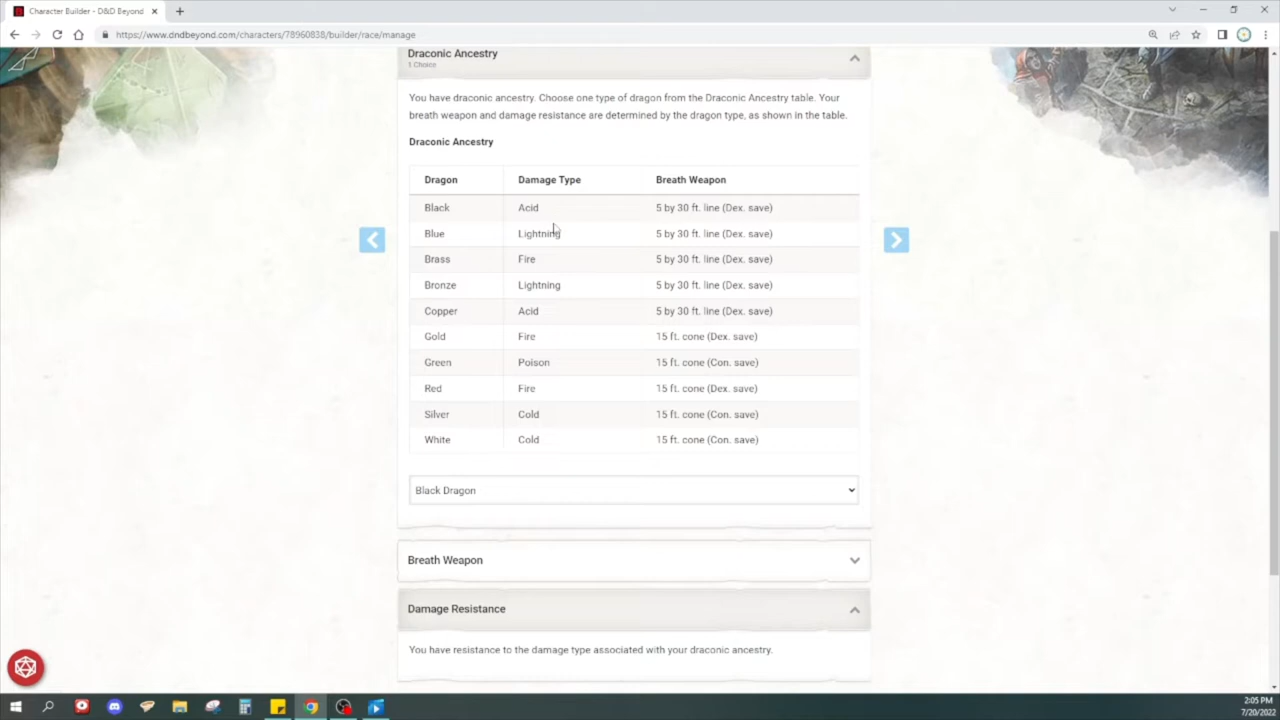 Character Builder - D&D Beyond
https://www.dndbeyond.com/characters/78960838/builder/race/manage
Draconic Ancestry
1 Choice
You have draconic ancestry. Choose one type of dragon from the Draconic Ancestry table. Your
breath weapon and damage resistance are determined by the dragon type, as shown in the table.
Draconic Ancestry
Dragon Damage Type Breath Weapon
Black Acid 5 by 30 ft. line (Dex. save)
Blue Lightning 5 by 30 ft. line (Dex. save)
Brass Fire 5 by 30 ft. line (Dex. save)
Bronze Lightning 5 by 30 ft. line (Dex. save)
Copper Acid 5 by 30 ft. line (Dex. save)
Gold Fire 15 ft. cone (Dex. save)
Green Poison 15 ft. cone (Con. save)
Red Fire 15 ft. cone (Dex. save)
Silver Cold 15 ft. cone (Con. save)
White Cold 15 ft. cone (Con. save)
Black Dragon
Breath Weapon
Damage Resistance
You have resistance to the damage type associated with your draconic ancestry.
2:05 PM
7/20/2022